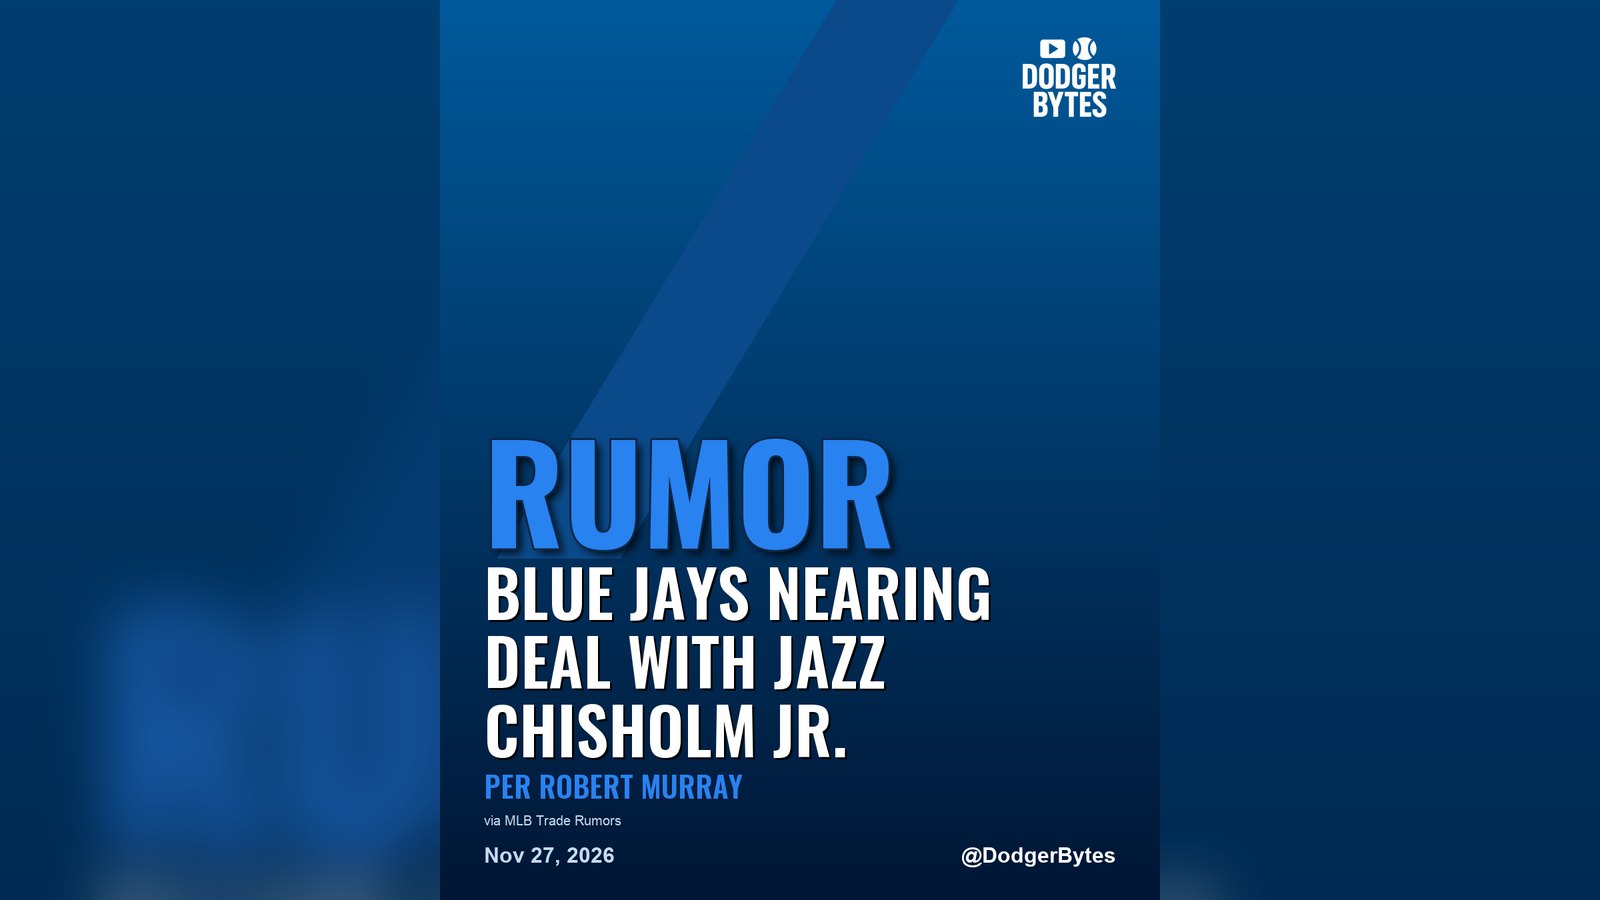 DODGER
BYTES
RUMOR
BLUE JAYS NEARING
DEAL WITH JAZZ
CHISHOLM JR.
PER ROBERT MURRAY
via MLB Trade Rumors
Nov 27, 2026
@DodgerBytes